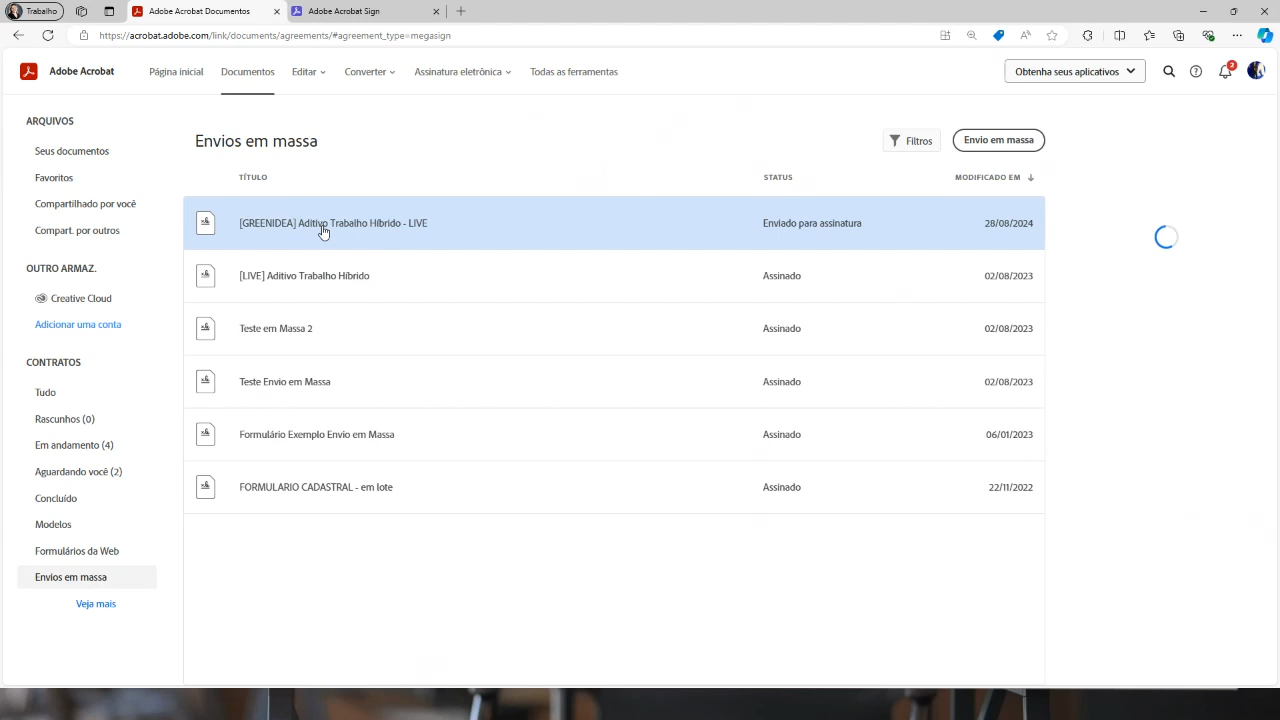 Trabalho
Adobe Acrobat Documentos
Adobe Acrobat Sign
https://acrobat.adobe.com/link/documents/agreements/#agreement_type=megasign
Adobe Acrobat
Página inicial
Documentos
Editar
Converter
Assinatura eletrônica
Todas as ferramentas
Obtenha seus aplicativos
2
ARQUIVOS
Seus documentos
Favoritos
Compartilhado por você
Compart. por outros
OUTRO ARMAZ.
Creative Cloud
Adicionar uma conta
CONTRATOS
Tudo
Rascunhos (0)
Em andamento (4)
Aguardando você (2)
Concluído
Modelos
Formulários da Web
Envios em massa
Veja mais
Envios em massa
Filtros
Envio em massa
TÍTULO STATUS MODIFICADO EM
[GREENIDEA] Aditivo Trabalho Híbrido - LIVE Enviado para assinatura 28/08/2024
[LIVE] Aditivo Trabalho Híbrido Assinado 02/08/2023
Teste em Massa 2 Assinado 02/08/2023
Teste Envio em Massa Assinado 02/08/2023
Formulário Exemplo Envio em Massa Assinado 06/01/2023
FORMULARIO CADASTRAL - em lote Assinado 22/11/2022